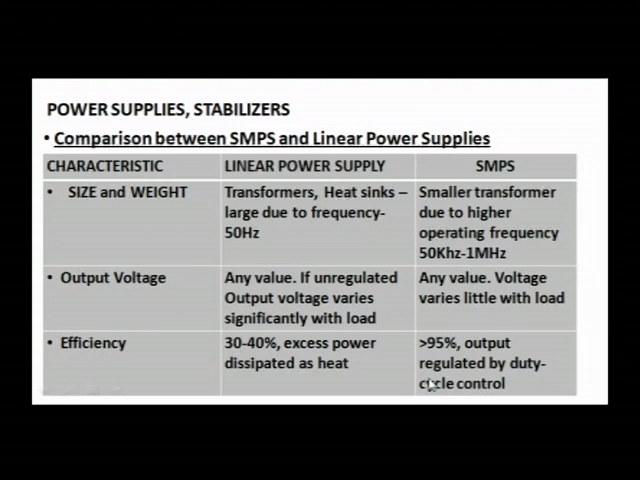 POWER SUPPLIES, STABILIZERS
• Comparison between SMPS and Linear Power Supplies
CHARACTERISTIC LINEAR POWER SUPPLY SMPS
• SIZE and WEIGHT
Transformers, Heat sinks –
large due to frequency-
50Hz
Smaller transformer
due to higher
operating frequency
50Khz-1MHz
• Output Voltage
Any value. If unregulated
Output voltage varies
significantly with load
Any value. Voltage
varies little with load
• Efficiency
30-40%, excess power
dissipated as heat
>95%, output
regulated by duty-
cycle control